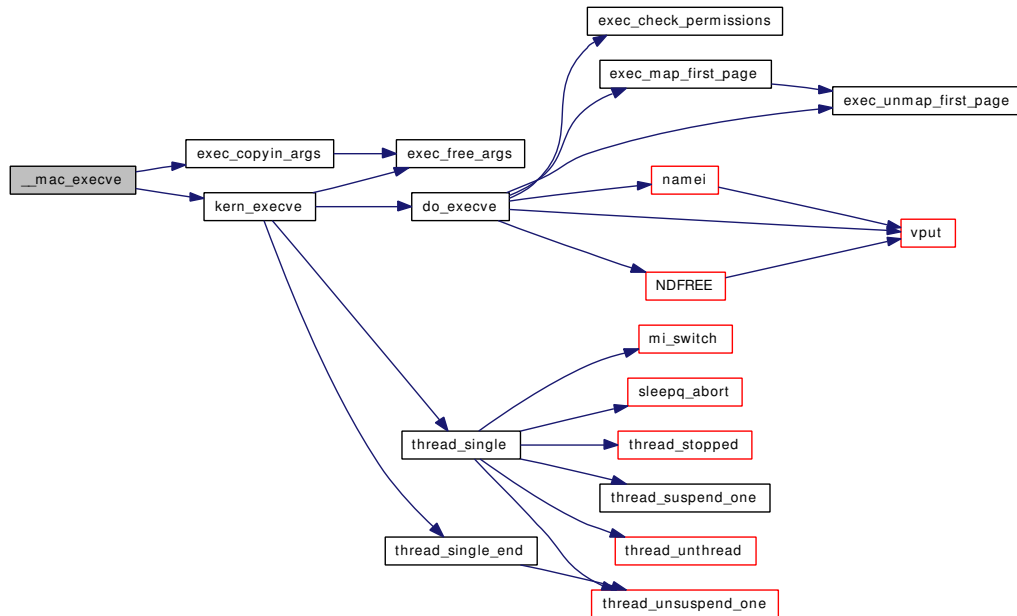 exec_check_permissions
exec_map_first_page
exec_unmap_first_page
exec_copyin_args
exec_free_args
__mac_execve
namei
kern_execve
do_execve
vput
NDFREE
mi_switch
sleepq_abort
thread_single
thread_stopped
thread_suspend_one
thread_single_end
thread_unthread
thread_unsuspend_one